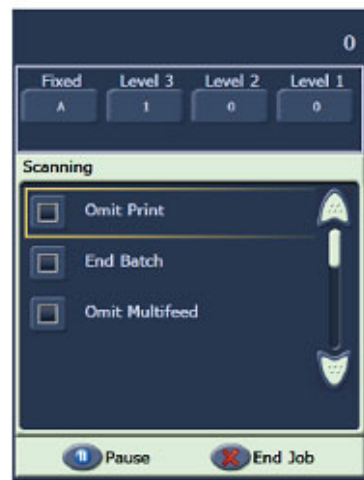 0
Fixed Level 3 Level 2 Level 1
A 1 0 0
Scanning
Omit Print
End Batch
Omit Multifeed
Pause End Job